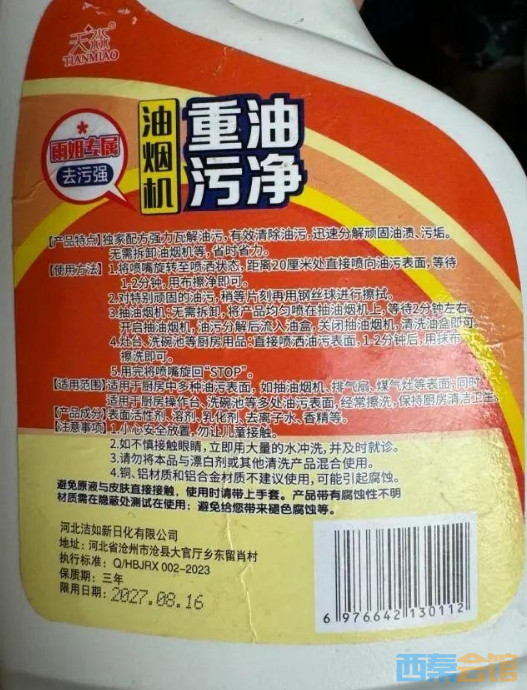 天淼
TIANMIAO
雨姐专属
去污强
油烟机
重油
污净
【产品特点】独家配方强力瓦解油污,有效清除油污,迅速分解顽固油渍、污垢。
无需拆卸油烟机等,省时省力。
【使用方法】1.将喷嘴旋转至喷洒状态,距离20厘米处直接喷向油污表面,等待
1-2分钟,用布擦净即可。
2.对特别顽固的油污,稍等片刻再用钢丝球进行擦拭。
3.抽油烟机:无需拆卸,将产品均匀喷在抽油烟机上,等待2分钟左右,
开启抽油烟机,油污分解后流入油盒,关闭抽油烟机,清洗油盒即可。
4.灶台、洗碗池等厨房用品:直接喷洒油污表面,1-2分钟后,用抹布
擦洗即可。
5.用完将喷嘴旋回"STOP"。
【适用范围】适用于厨房中多种油污表面,如抽油烟机、排气扇、煤气灶等表面;同时
适用于厨房操作台、洗碗池等多处油污表面,经常擦洗,保持厨房清洁卫生。
【产品成分】表面活性剂、溶剂、乳化剂、去离子水、香精等。
【注意事项】1.小心安全放置,勿让儿童接触。
2.如不慎接触眼睛,立即用大量的水冲洗,并及时就诊。
3.请勿将本品与漂白剂或其他清洗产品混合使用。
4.铜、铝材质和铝合金材质不建议使用,可能引起腐蚀。
避免原液与皮肤直接接触,使用时请带上手套。产品带有腐蚀性不明
材质需在隐蔽处测试在使用:避免给您带来褪色腐蚀等。
河北洁如新日化有限公司
地址:河北省沧州市沧县大官厅乡东留肖村
执行标准:Q/HBJRX 002-2023
保质期:三年
限用日期:2027.08.16
6 976642 130112
西秦会馆